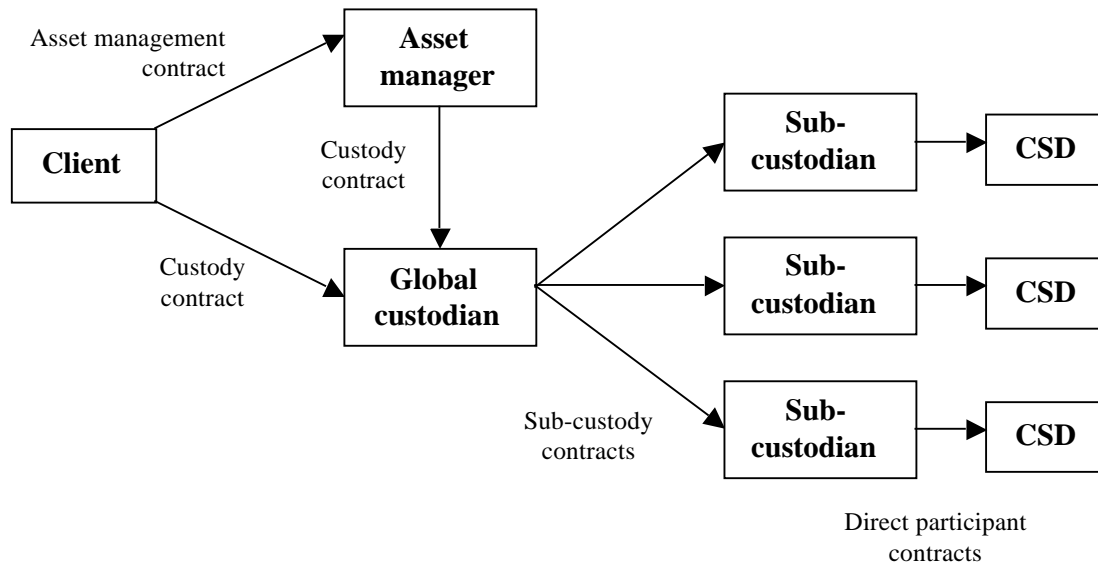 Asset management
contract
Asset
manager
Client
Custody
contract
Custody
contract
Global
custodian
Sub-
custodian
CSD
Sub-
custodian
CSD
Sub-
custodian
CSD
Sub-custody
contracts
Direct participant
contracts